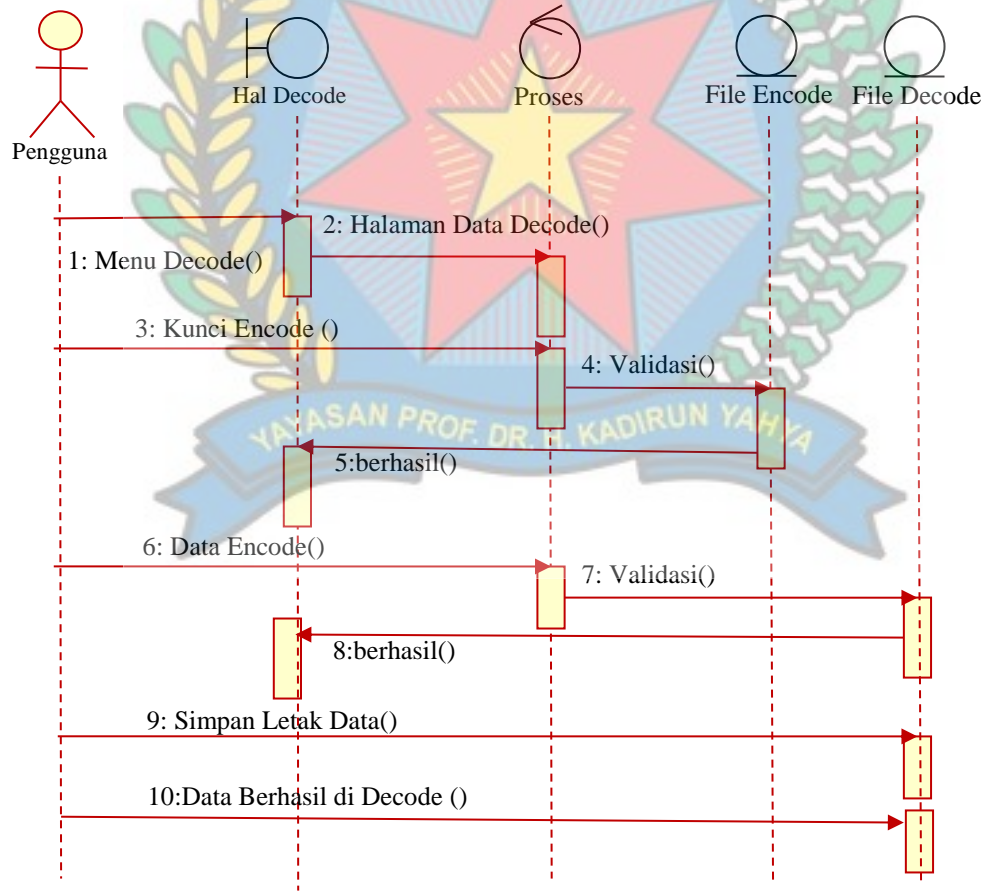 Hal Decode
Proses
File Encode
File Decode
Pengguna
2: Halaman Data Decode()
1: Menu Decode()
3: Kunci Encode ()
4: Validasi()
YAYASAN PROF. DR. H. KADIRUN YAHYA
5:berhasil()
6: Data Encode()
7: Validasi()
8:berhasil()
9: Simpan Letak Data()
10:Data Berhasil di Decode ()